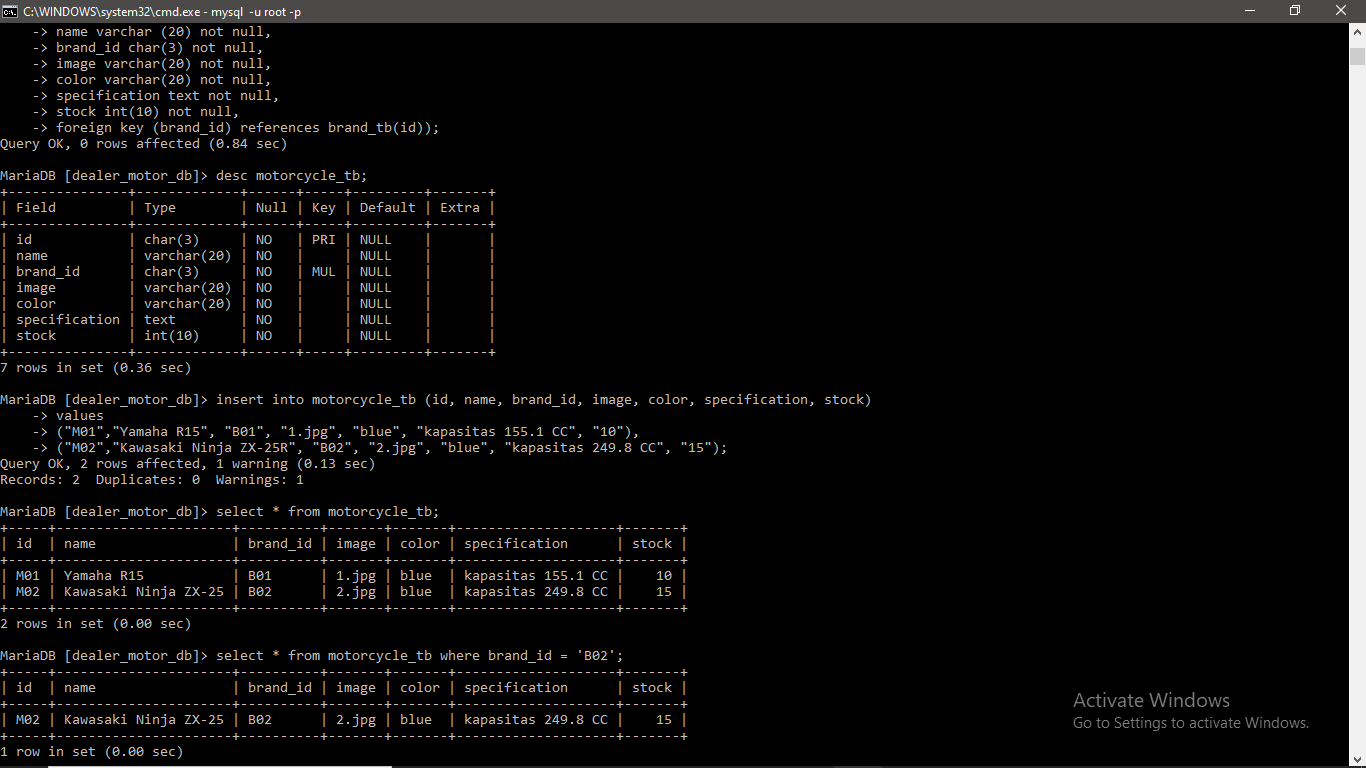 C:\WINDOWS\system32\cmd.exe - mysql -u root -p
    -> name varchar (20) not null,
    -> brand_id char(3) not null,
    -> image varchar(20) not null,
    -> color varchar(20) not null,
    -> specification text not null,
    -> stock int(10) not null,
    -> foreign key (brand_id) references brand_tb(id));
Query OK, 0 rows affected (0.84 sec)

MariaDB [dealer_motor_db]> desc motorcycle_tb;
+---------------+-------------+------+-----+---------+-------+
| Field         | Type        | Null | Key | Default | Extra |
+---------------+-------------+------+-----+---------+-------+
| id            | char(3)     | NO   | PRI | NULL    |       |
| name          | varchar(20) | NO   |     | NULL    |       |
| brand_id      | char(3)     | NO   | MUL | NULL    |       |
| image         | varchar(20) | NO   |     | NULL    |       |
| color         | varchar(20) | NO   |     | NULL    |       |
| specification | text        | NO   |     | NULL    |       |
| stock         | int(10)     | NO   |     | NULL    |       |
+---------------+-------------+------+-----+---------+-------+
7 rows in set (0.36 sec)

MariaDB [dealer_motor_db]> insert into motorcycle_tb (id, name, brand_id, image, color, specification, stock)
    -> values
    -> ("M01","Yamaha R15", "B01", "1.jpg", "blue", "kapasitas 155.1 CC", "10"),
    -> ("M02","Kawasaki Ninja ZX-25R", "B02", "2.jpg", "blue", "kapasitas 249.8 CC", "15");
Query OK, 2 rows affected, 1 warning (0.13 sec)
Records: 2  Duplicates: 0  Warnings: 1

MariaDB [dealer_motor_db]> select * from motorcycle_tb;
+-----+----------------------+----------+-------+-------+--------------------+-------+
| id  | name                 | brand_id | image | color | specification      | stock |
+-----+----------------------+----------+-------+-------+--------------------+-------+
| M01 | Yamaha R15           | B01      | 1.jpg | blue  | kapasitas 155.1 CC |    10 |
| M02 | Kawasaki Ninja ZX-25 | B02      | 2.jpg | blue  | kapasitas 249.8 CC |    15 |
+-----+----------------------+----------+-------+-------+--------------------+-------+
2 rows in set (0.00 sec)

MariaDB [dealer_motor_db]> select * from motorcycle_tb where brand_id = 'B02';
+-----+----------------------+----------+-------+-------+--------------------+-------+
| id  | name                 | brand_id | image | color | specification      | stock |
+-----+----------------------+----------+-------+-------+--------------------+-------+
| M02 | Kawasaki Ninja ZX-25 | B02      | 2.jpg | blue  | kapasitas 249.8 CC |    15 |
+-----+----------------------+----------+-------+-------+--------------------+-------+
1 row in set (0.00 sec)
Activate Windows
Go to Settings to activate Windows.